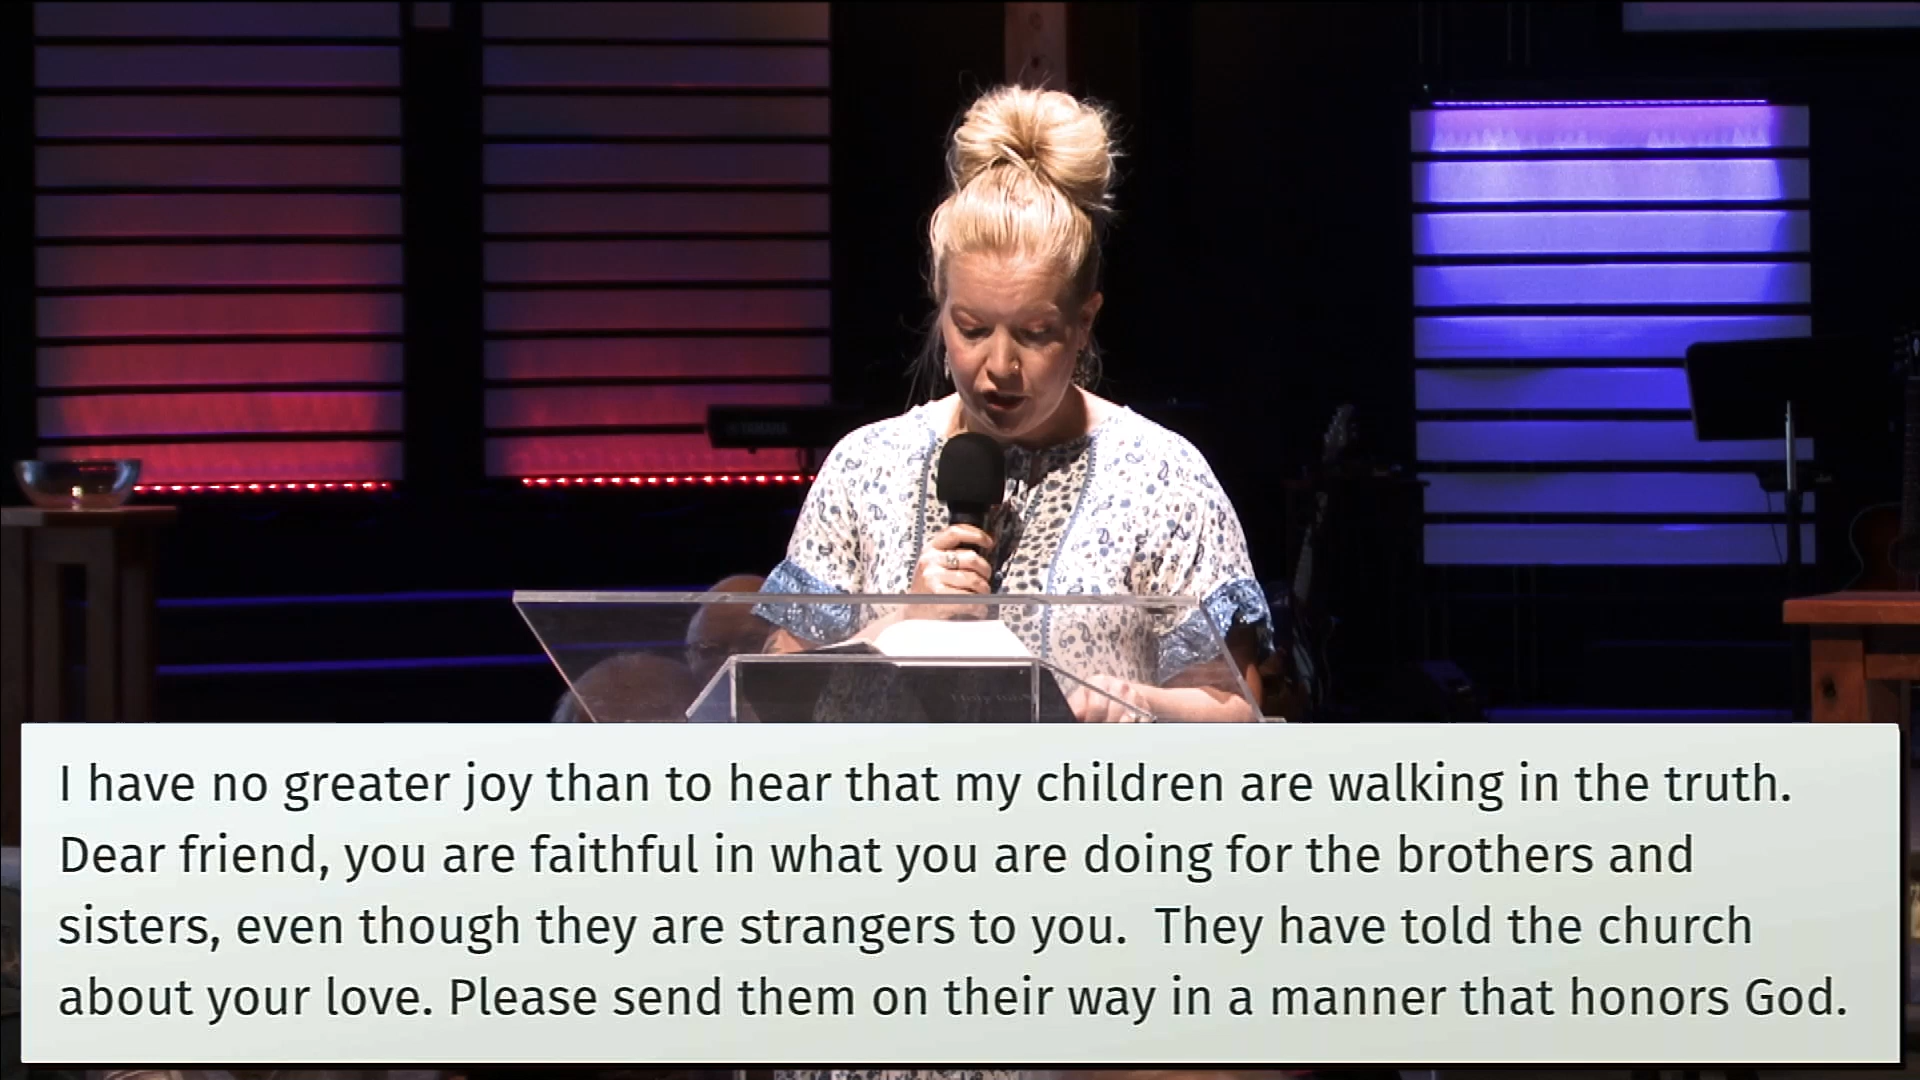 YAMAHA
I have no greater joy than to hear that my children are walking in the truth.
Dear friend, you are faithful in what you are doing for the brothers and
sisters, even though they are strangers to you.  They have told the church
about your love. Please send them on their way in a manner that honors God.